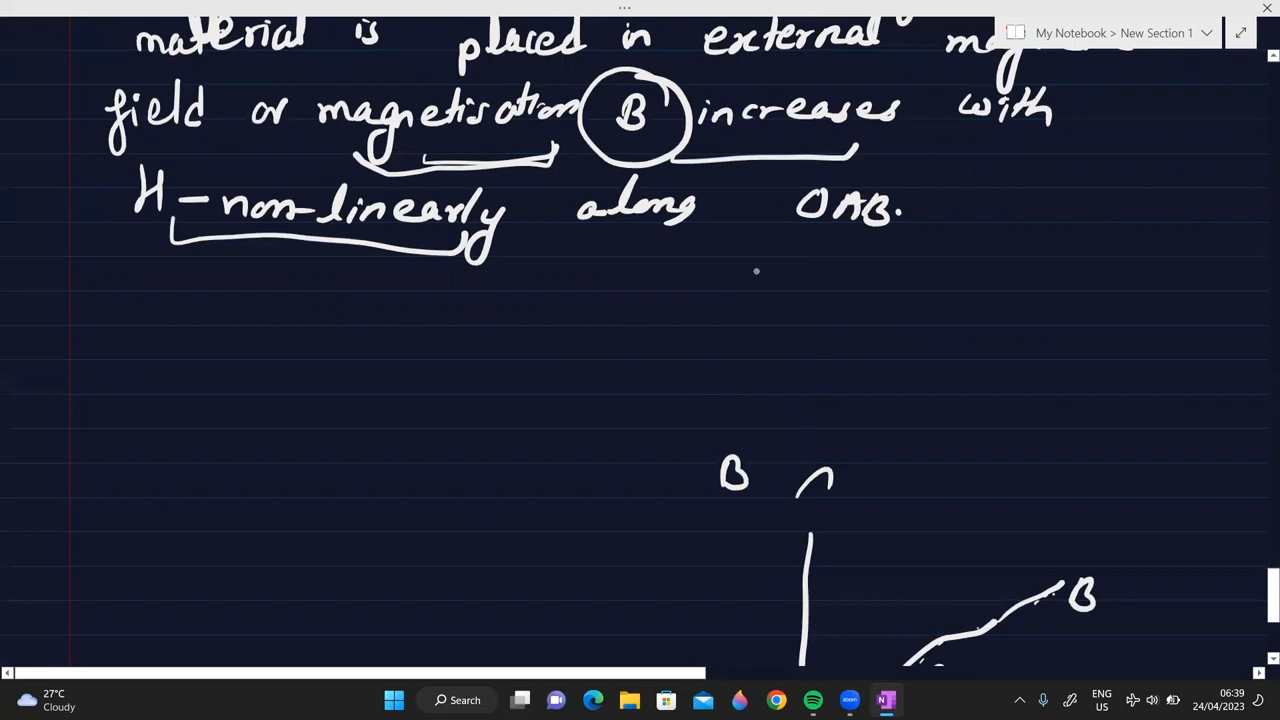 material is placed in external
My Notebook > New Section 1
field or magnetisation B increases with
H - non-linearly along OAB.
B
B
27°C
Cloudy
Search
zoom
ENG
US
06:39
24/04/2023